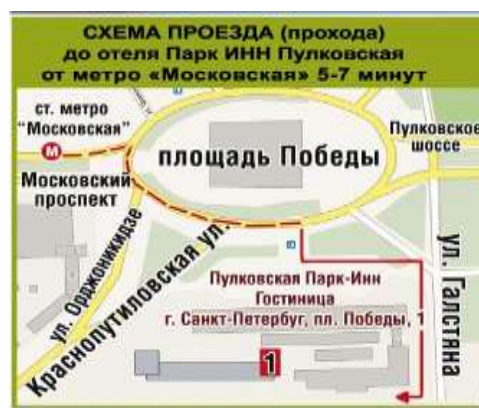 СХЕМА ПРОЕЗДА (прохода)
до отеля Парк ИНН Пулковская
от метро «Московская» 5-7 минут
ст. метро
"Московская"
М
Московский
проспект
площадь Победы
Пулковское
шоссе
ул. Орджоникидзе
Краснопутиловская ул.
ул. Галстяна
Пулковская Парк-Инн
Гостиница
г. Санкт-Петербург, пл. Победы, 1
1